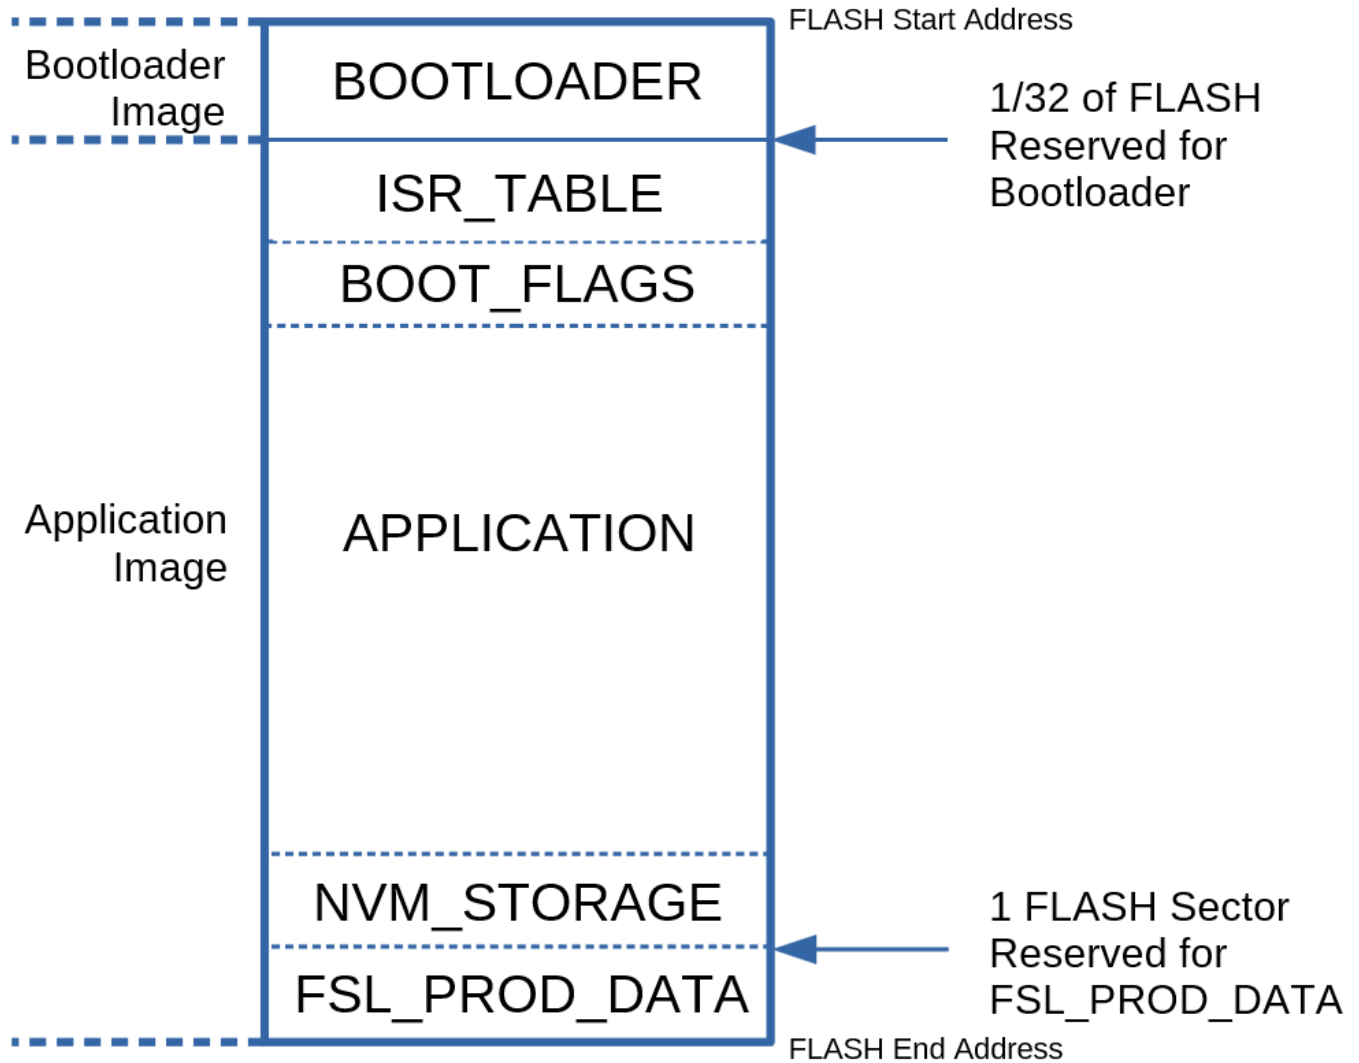 FLASH Start Address
Bootloader
Image
BOOTLOADER
1/32 of FLASH
Reserved for
Bootloader
ISR_TABLE
BOOT_FLAGS
Application
Image
APPLICATION
NVM_STORAGE
1 FLASH Sector
Reserved for
FSL_PROD_DATA
FSL_PROD_DATA
FLASH End Address